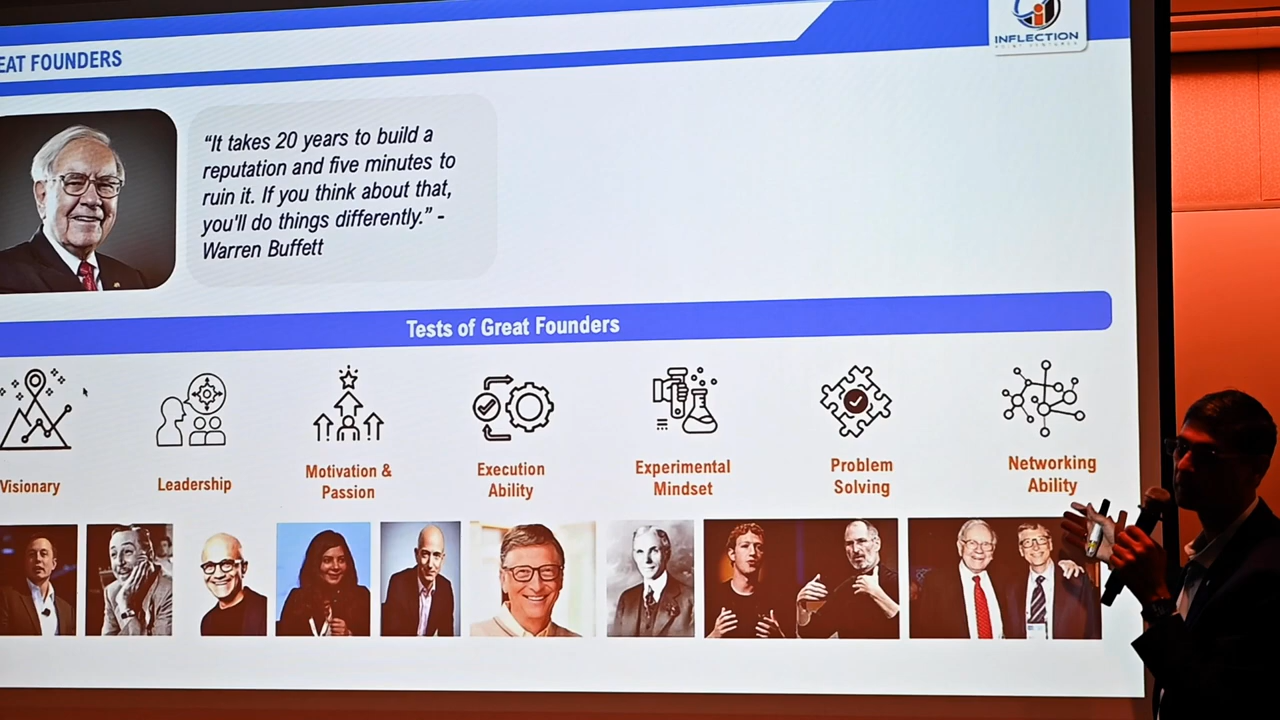 EAT FOUNDERS
INFLECTION
POINT VENTURES
“It takes 20 years to build a
reputation and five minutes to
ruin it. If you think about that,
you'll do things differently.” -
Warren Buffett
Tests of Great Founders
Visionary
Leadership
Motivation &
Passion
Execution
Ability
Experimental
Mindset
Problem
Solving
Networking
Ability